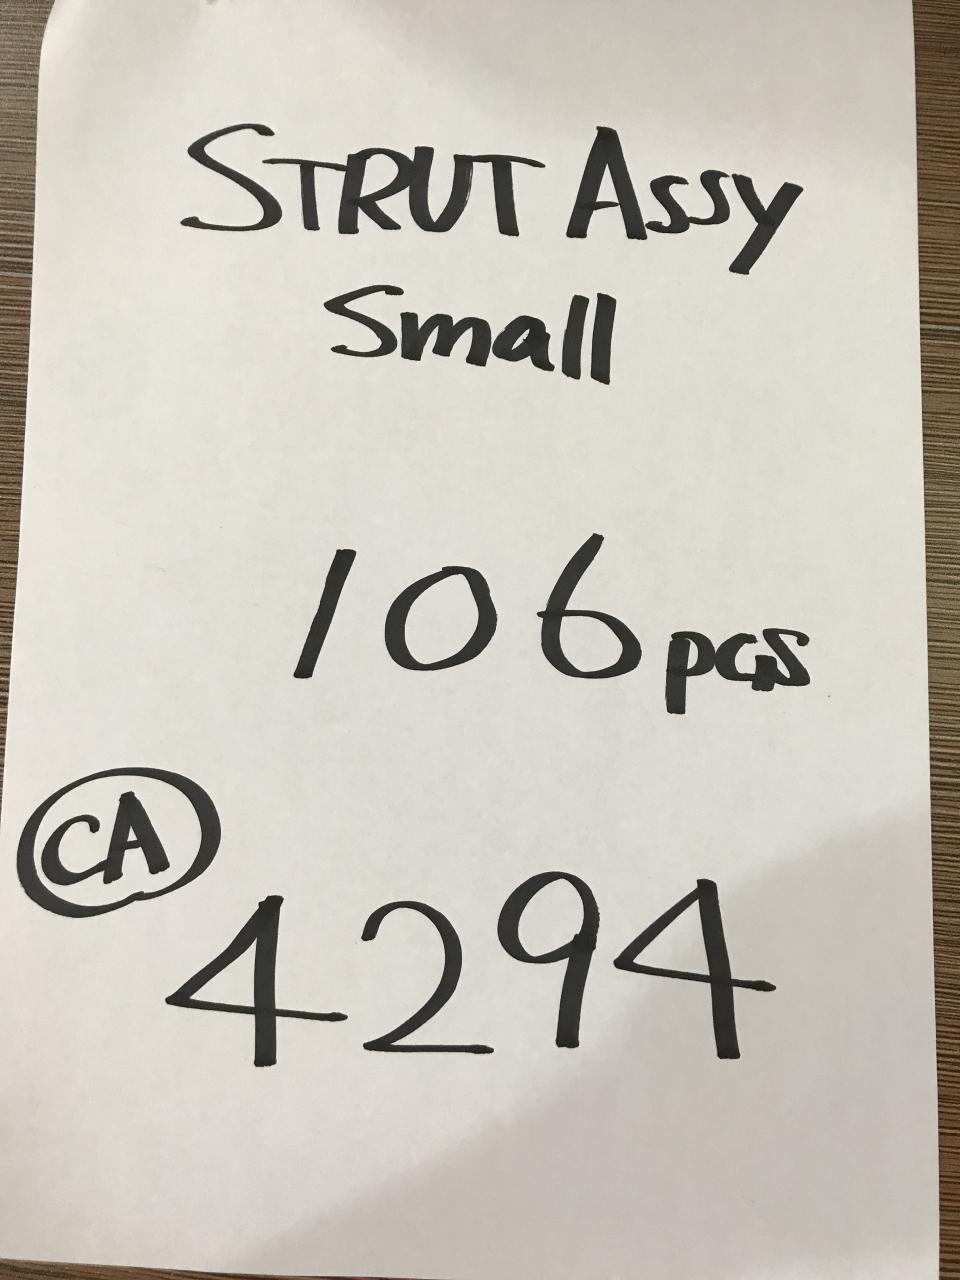 STRUT ASSY
Small
106 pcs
CA
4294